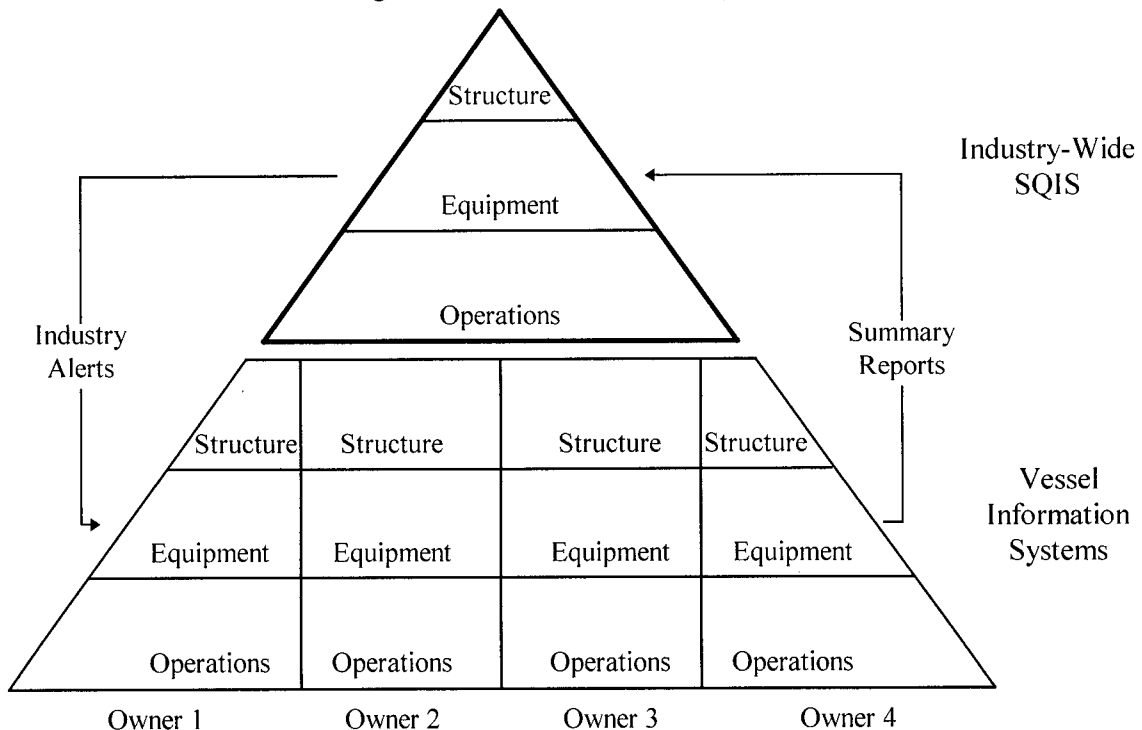 Structure
Industry-Wide
SQIS
Equipment
Operations
Industry
Alerts
Summary
Reports
Structure Structure Structure Structure
Vessel
Information
Systems
Equipment Equipment Equipment Equipment
Operations Operations Operations Operations
Owner 1 Owner 2 Owner 3 Owner 4